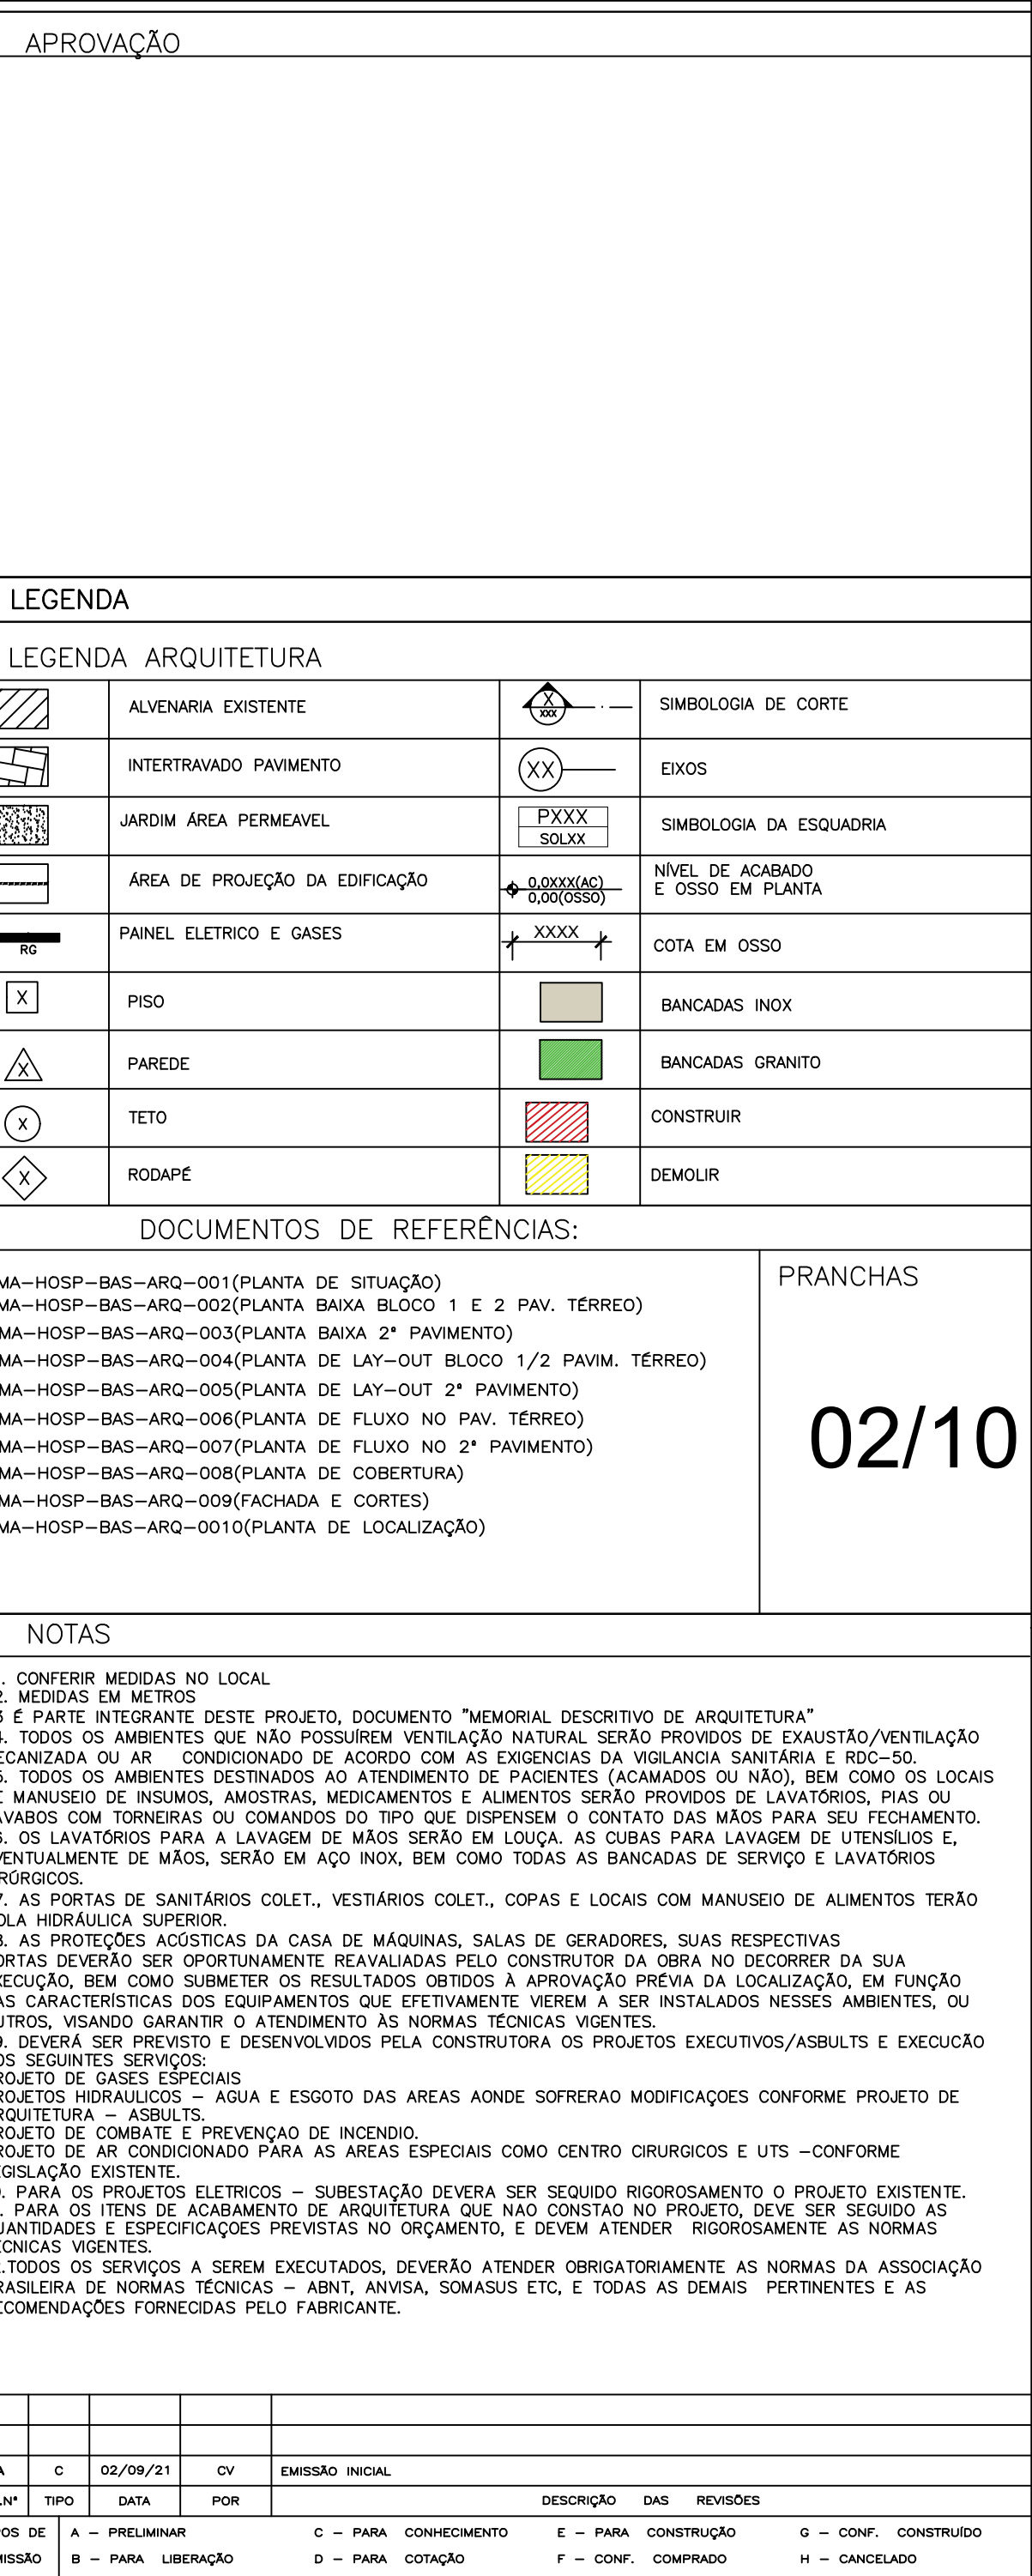 APROVAÇÃO
LEGENDA
LEGENDA ARQUITETURA
ALVENARIA EXISTENTE
X
XXX
SIMBOLOGIA DE CORTE
INTERTRAVADO PAVIMENTO
XX
EIXOS
JARDIM ÁREA PERMEAVEL
PXXX
SOLXX
SIMBOLOGIA DA ESQUADRIA
ÁREA DE PROJEÇÃO DA EDIFICAÇÃO
0,0XXX(AC)
0,00(OSSO)
NÍVEL DE ACABADO
E OSSO EM PLANTA
RG
PAINEL ELETRICO E GASES
XXXX
COTA EM OSSO
X
PISO
BANCADAS INOX
X
PAREDE
BANCADAS GRANITO
X
TETO
CONSTRUIR
X
RODAPÉ
DEMOLIR
DOCUMENTOS DE REFERÊNCIAS:
MA-HOSP-BAS-ARQ-001(PLANTA DE SITUAÇÃO)
MA-HOSP-BAS-ARQ-002(PLANTA BAIXA BLOCO 1 E 2 PAV. TÉRREO)
MA-HOSP-BAS-ARQ-003(PLANTA BAIXA 2º PAVIMENTO)
MA-HOSP-BAS-ARQ-004(PLANTA DE LAY-OUT BLOCO 1/2 PAVIM. TÉRREO)
MA-HOSP-BAS-ARQ-005(PLANTA DE LAY-OUT 2º PAVIMENTO)
MA-HOSP-BAS-ARQ-006(PLANTA DE FLUXO NO PAV. TÉRREO)
MA-HOSP-BAS-ARQ-007(PLANTA DE FLUXO NO 2º PAVIMENTO)
MA-HOSP-BAS-ARQ-008(PLANTA DE COBERTURA)
MA-HOSP-BAS-ARQ-009(FACHADA E CORTES)
MA-HOSP-BAS-ARQ-0010(PLANTA DE LOCALIZAÇÃO)
PRANCHAS
02/10
NOTAS
. CONFERIR MEDIDAS NO LOCAL
2. MEDIDAS EM METROS
3 É PARTE INTEGRANTE DESTE PROJETO, DOCUMENTO "MEMORIAL DESCRITIVO DE ARQUITETURA"
4. TODOS OS AMBIENTES QUE NÃO POSSUÍREM VENTILAÇÃO NATURAL SERÃO PROVIDOS DE EXAUSTÃO/VENTILAÇÃO
ECANIZADA OU AR CONDICIONADO DE ACORDO COM AS EXIGENCIAS DA VIGILANCIA SANITÁRIA E RDC-50.
5. TODOS OS AMBIENTES DESTINADOS AO ATENDIMENTO DE PACIENTES (ACAMADOS OU NÃO), BEM COMO OS LOCAIS
E MANUSEIO DE INSUMOS, AMOSTRAS, MEDICAMENTOS E ALIMENTOS SERÃO PROVIDOS DE LAVATÓRIOS, PIAS OU
AVABOS COM TORNEIRAS OU COMANDOS DO TIPO QUE DISPENSEM O CONTATO DAS MÃOS PARA SEU FECHAMENTO.
6. OS LAVATÓRIOS PARA A LAVAGEM DE MÃOS SERÃO EM LOUÇA. AS CUBAS PARA LAVAGEM DE UTENSÍLIOS E,
VENTUALMENTE DE MÃOS, SERÃO EM AÇO INOX, BEM COMO TODAS AS BANCADAS DE SERVIÇO E LAVATÓRIOS
IRÚRGICOS.
7. AS PORTAS DE SANITÁRIOS COLET., VESTIÁRIOS COLET., COPAS E LOCAIS COM MANUSEIO DE ALIMENTOS TERÃO
OLA HIDRÁULICA SUPERIOR.
8. AS PROTEÇÕES ACÚSTICAS DA CASA DE MÁQUINAS, SALAS DE GERADORES, SUAS RESPECTIVAS
ORTAS DEVERÃO SER OPORTUNAMENTE REAVALIADAS PELO CONSTRUTOR DA OBRA NO DECORRER DA SUA
XECUÇÃO, BEM COMO SUBMETER OS RESULTADOS OBTIDOS À APROVAÇÃO PRÉVIA DA LOCALIZAÇÃO, EM FUNÇÃO
AS CARACTERÍSTICAS DOS EQUIPAMENTOS QUE EFETIVAMENTE VIEREM A SER INSTALADOS NESSES AMBIENTES, OU
UTROS, VISANDO GARANTIR O ATENDIMENTO ÀS NORMAS TÉCNICAS VIGENTES.
9. DEVERÁ SER PREVISTO E DESENVOLVIDOS PELA CONSTRUTORA OS PROJETOS EXECUTIVOS/ASBULTS E EXECUCÃO
OS SEGUINTES SERVIÇOS:
ROJETO DE GASES ESPECIAIS
ROJETOS HIDRAULICOS - AGUA E ESGOTO DAS AREAS AONDE SOFRERAO MODIFICAÇOES CONFORME PROJETO DE
RQUITETURA - ASBULTS.
ROJETO DE COMBATE E PREVENÇAO DE INCENDIO.
ROJETO DE AR CONDICIONADO PARA AS AREAS ESPECIAIS COMO CENTRO CIRURGICOS E UTS -CONFORME
EGISLAÇÃO EXISTENTE.
. PARA OS PROJETOS ELETRICOS - SUBESTAÇÃO DEVERA SER SEQUIDO RIGOROSAMENTO O PROJETO EXISTENTE.
. PARA OS ITENS DE ACABAMENTO DE ARQUITETURA QUE NAO CONSTAO NO PROJETO, DEVE SER SEGUIDO AS
UANTIDADES E ESPECIFICAÇOES PREVISTAS NO ORÇAMENTO, E DEVEM ATENDER RIGOROSAMENTE AS NORMAS
ÉCNICAS VIGENTES.
.TODOS OS SERVIÇOS A SEREM EXECUTADOS, DEVERÃO ATENDER OBRIGATORIAMENTE AS NORMAS DA ASSOCIAÇÃO
RASILEIRA DE NORMAS TÉCNICAS - ABNT, ANVISA, SOMASUS ETC, E TODAS AS DEMAIS PERTINENTES E AS
ECOMENDAÇÕES FORNECIDAS PELO FABRICANTE.
A C 02/09/21 CV EMISSÃO INICIAL
.Nº TIPO DATA POR DESCRIÇÃO DAS REVISÕES
POS DE A - PRELIMINAR C - PARA CONHECIMENTO E - PARA CONSTRUÇÃO G - CONF. CONSTRUÍDO
MISSÃO B - PARA LIBERAÇÃO D - PARA COTAÇÃO F - CONF. COMPRADO H - CANCELADO